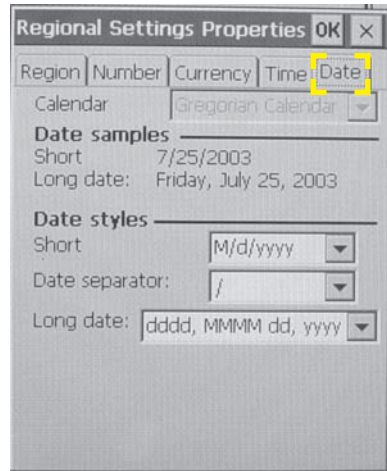 Regional Settings Properties OK ×
Region Number Currency Time Date
Calendar Gregorian Calendar
Date samples
Short 7/25/2003
Long date: Friday, July 25, 2003
Date styles
Short M/d/yyyy
Date separator: /
Long date: dddd, MMMM dd, yyyy